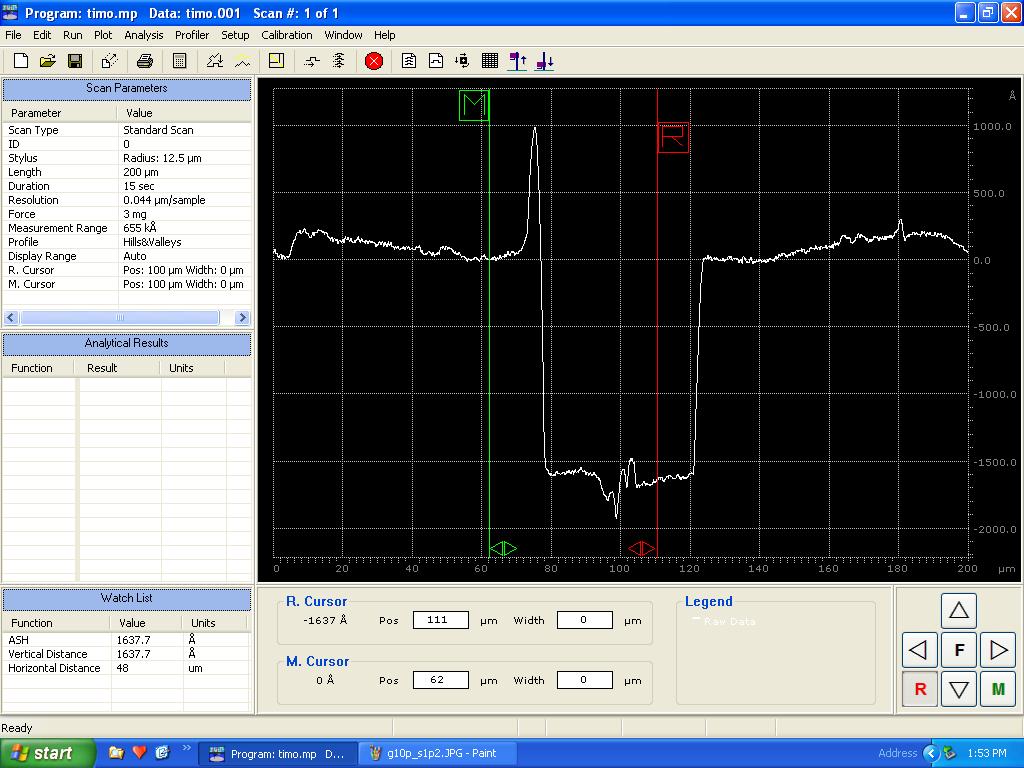 Program: timo.mp Data: timo.001 Scan #: 1 of 1
File Edit Run Plot Analysis Profiler Setup Calibration Window Help
Scan Parameters
Parameter Value
Scan Type Standard Scan
ID 0
Stylus Radius: 12.5 µm
Length 200 µm
Duration 15 sec
Resolution 0.044 µm/sample
Force 3 mg
Measurement Range 655 kÅ
Profile Hills&Valleys
Display Range Auto
R. Cursor Pos: 100 µm Width: 0 µm
M. Cursor Pos: 100 µm Width: 0 µm
Analytical Results
Function Result Units
Watch List
Function Value Units
ASH 1637.7 Å
Vertical Distance 1637.7 Å
Horizontal Distance 48 um
M
R
Å
1000.0
500.0
0.0
-500.0
-1000.0
-1500.0
-2000.0
0 20 40 60 80 100 120 140 160 180 200 µm
R. Cursor
-1637 Å Pos 111 µm Width 0 µm
M. Cursor
0 Å Pos 62 µm Width 0 µm
Legend
Raw Data
F
R M
Ready
start Program: timo.mp D... g10p_s1p2.JPG - Paint Address 1:53 PM